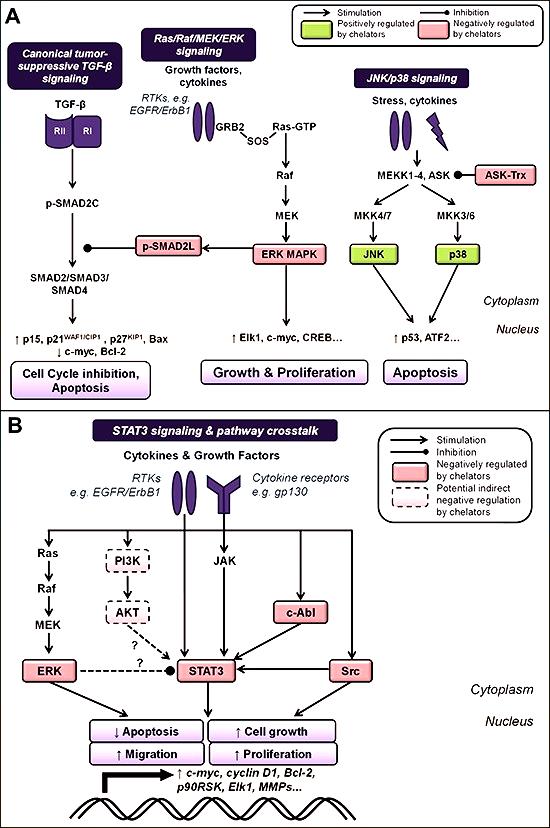 A
Stimulation
Inhibition
Positively regulated
by chelators
Negatively regulated
by chelators
Canonical tumor-
suppressive TGF-β
signaling
Ras/Raf/MEK/ERK
signaling
JNK/p38 signaling
Growth factors,
cytokines
Stress, cytokines
TGF-β
RII
RI
RTKs, e.g.
EGFR/ErbB1
GRB2
SOS
Ras-GTP
Raf
MEK
MEKK1-4, ASK
ASK-Trx
p-SMAD2C
MKK4/7
MKK3/6
p-SMAD2L
ERK MAPK
JNK
p38
SMAD2/SMAD3/
SMAD4
Cytoplasm
Nucleus
↑ p15, p21WAF1/CIP1 , p27KIP1, Bax
↓ c-myc, Bcl-2
↑ Elk1, c-myc, CREB…
↑ p53, ATF2…
Cell Cycle inhibition,
Apoptosis
Growth & Proliferation
Apoptosis
B
STAT3 signaling & pathway crosstalk
Stimulation
Inhibition
Negatively regulated
by chelators
Potential indirect
negative regulation
by chelators
Cytokines & Growth Factors
RTKs
e.g. EGFR/ErbB1
Cytokine receptors
e.g. gp130
Ras
Raf
MEK
ERK
PI3K
AKT
JAK
c-Abl
?
?
STAT3
Src
Cytoplasm
Nucleus
↓ Apoptosis
↑ Cell growth
↑ Migration
↑ Proliferation
↑ c-myc, cyclin D1, Bcl-2,
p90RSK, Elk1, MMPs...